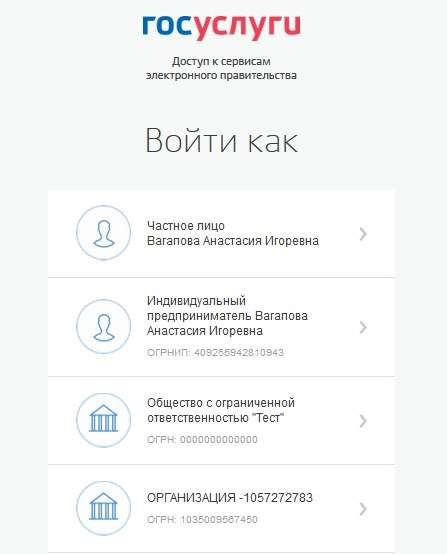 госуслуги
Доступ к сервисам
электронного правительства
Войти как
Частное лицо
Вагапова Анастасия Игоревна
Индивидуальный
предприниматель Вагапова
Анастасия Игоревна
ОГРНИП: 409255942810943
Общество с ограниченной
ответственностью "Тест"
ОГРН: 0000000000000
ОРГАНИЗАЦИЯ -1057272783
ОГРН: 1035009567450